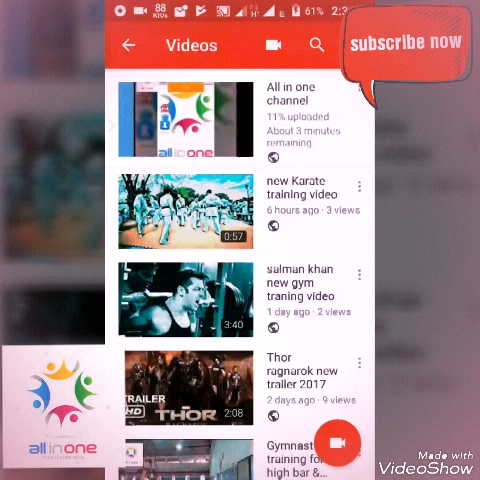 88
KB/s
61%
Videos
subscribe now
All in one
channel
11% uploaded
About 3 minutes
remaining
all in one
new Karate
training video
6 hours ago · 3 views
0:57
salman khan
new gym
traning video
1 day ago · 2 views
3:40
Thor
ragnarok new
trailer 2017
2 days ago · 9 views
TRAILER
HD
THOR
RAGNAROK
2:08
Gymnast
training fo
high bar &...
all in one
Made with
VideoShow